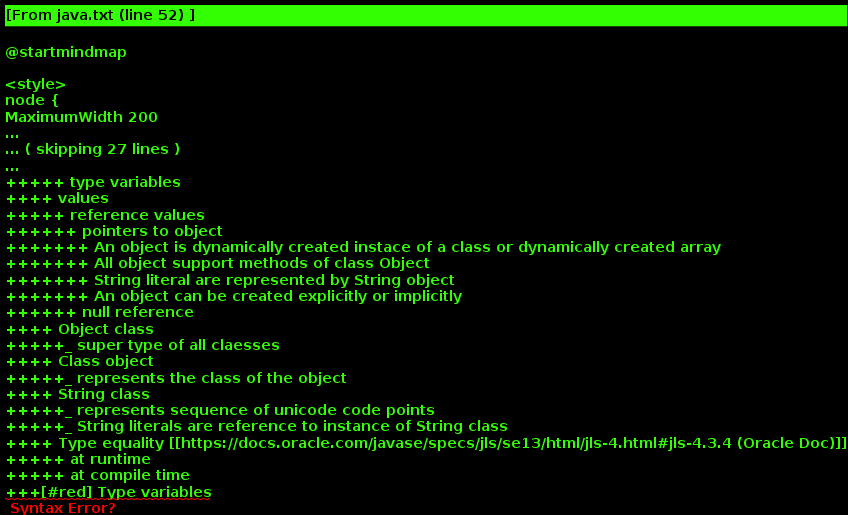 [From java.txt (line 52) ]
@startmindmap
<style>
node {
MaximumWidth 200
...
... ( skipping 27 lines )
...
+++++ type variables
++++ values
+++++ reference values
++++++ pointers to object
+++++++ An object is dynamically created instace of a class or dynamically created array
+++++++ All object support methods of class Object
+++++++ String literal are represented by String object
+++++++ An object can be created explicitly or implicitly
++++++ null reference
++++ Object class
+++++_ super type of all claesses
++++ Class object
+++++_ represents the class of the object
++++ String class
+++++_ represents sequence of unicode code points
+++++_ String literals are reference to instance of String class
++++ Type equality [[https://docs.oracle.com/javase/specs/jls/se13/html/jls-4.html#jls-4.3.4 (Oracle Doc)]]
+++++ at runtime
+++++ at compile time
+++[#red] Type variables
Syntax Error?